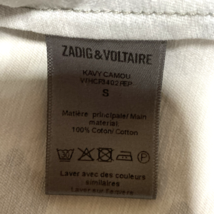 ZADIG & VOLTAIRE
KAVY CAMOU
S
Matière principale/ Main
material:
100% Coton/ Cotton
Laver avec des couleurs
similaires